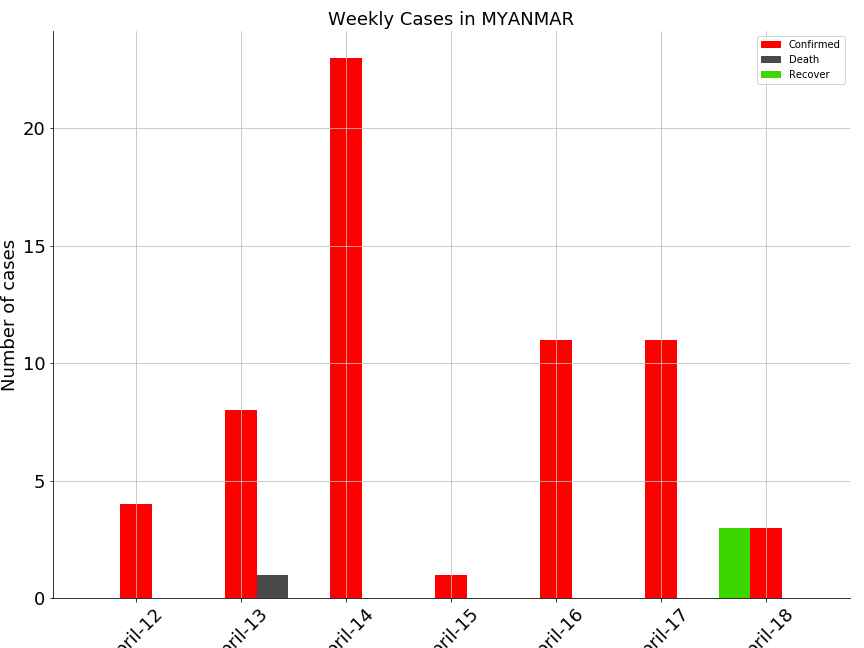 Weekly Cases in MYANMAR
Confirmed
Death
Recover
Number of cases
20
15
10
5
0
pril-12
pril-13
pril-14
pril-15
pril-16
pril-17
pril-18